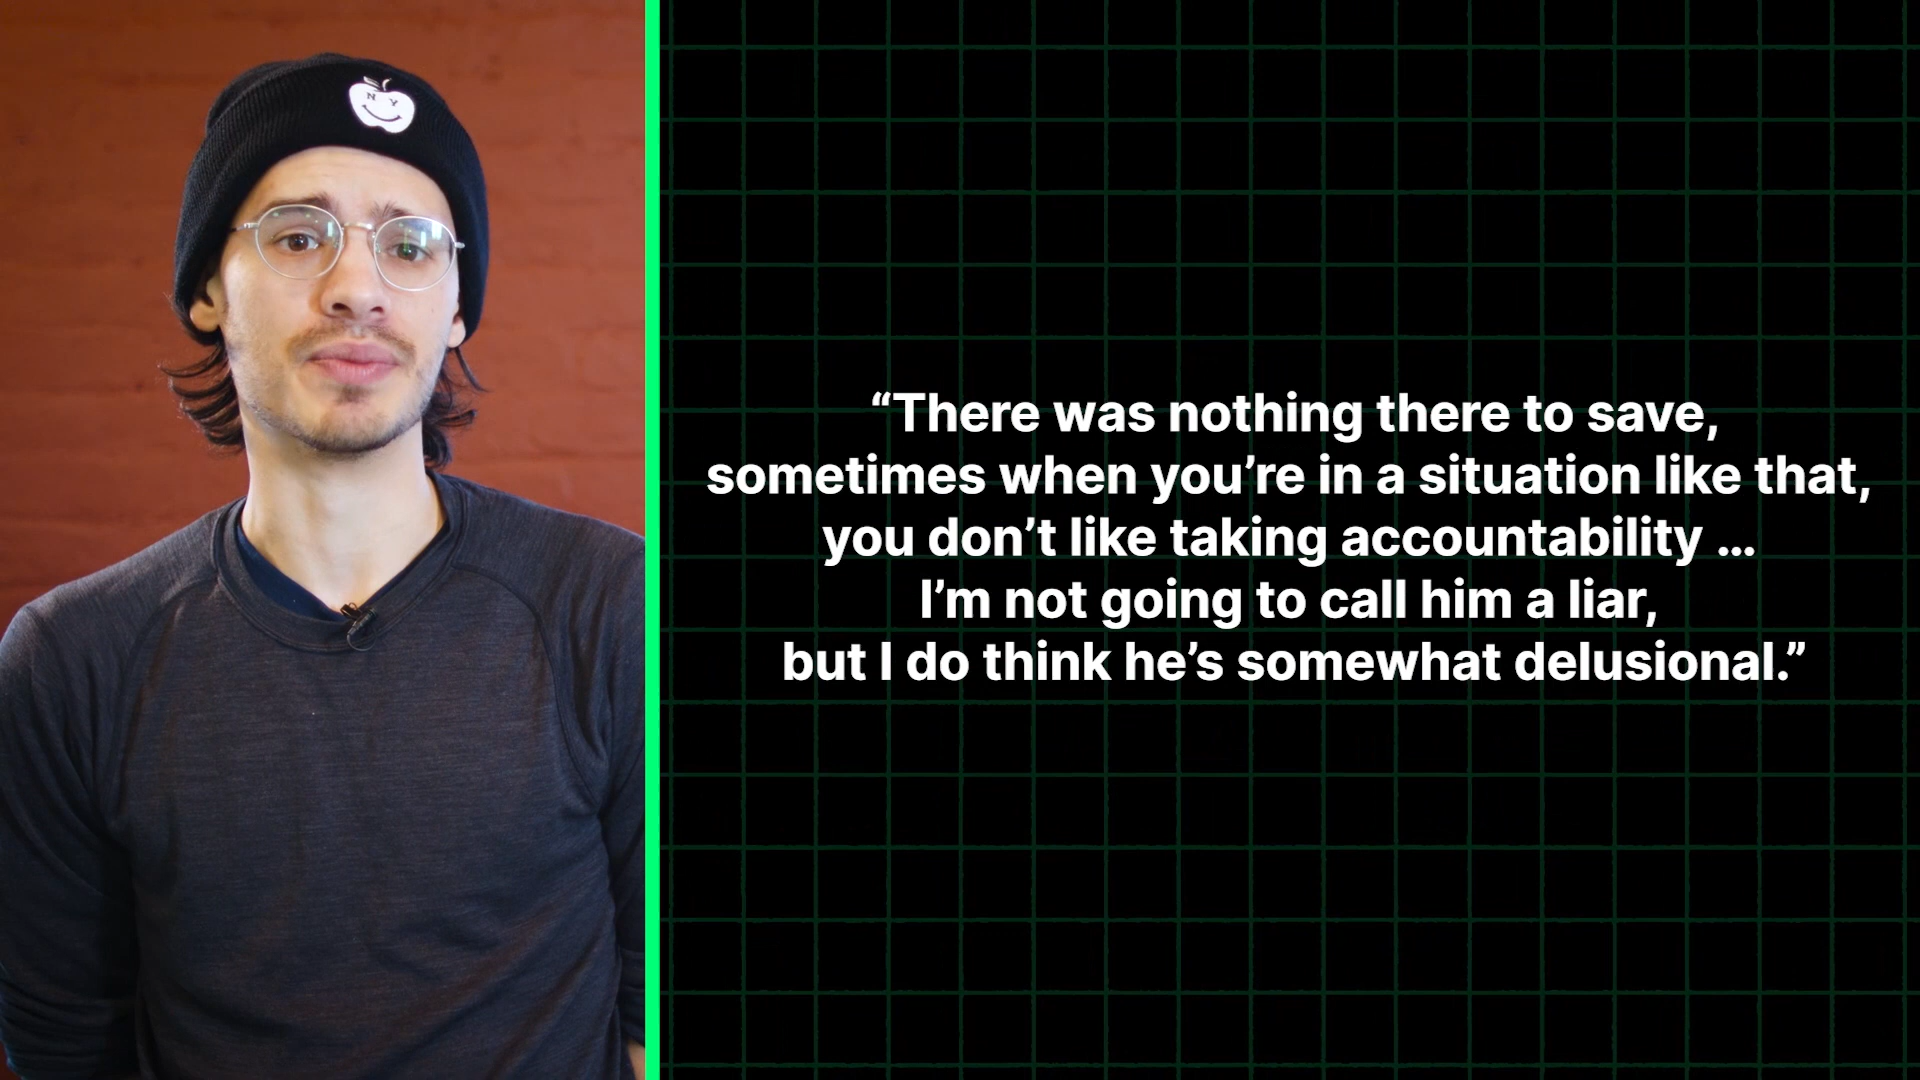 N Y
“There was nothing there to save,
sometimes when you’re in a situation like that,
you don’t like taking accountability ...
I’m not going to call him a liar,
but I do think he’s somewhat delusional.”